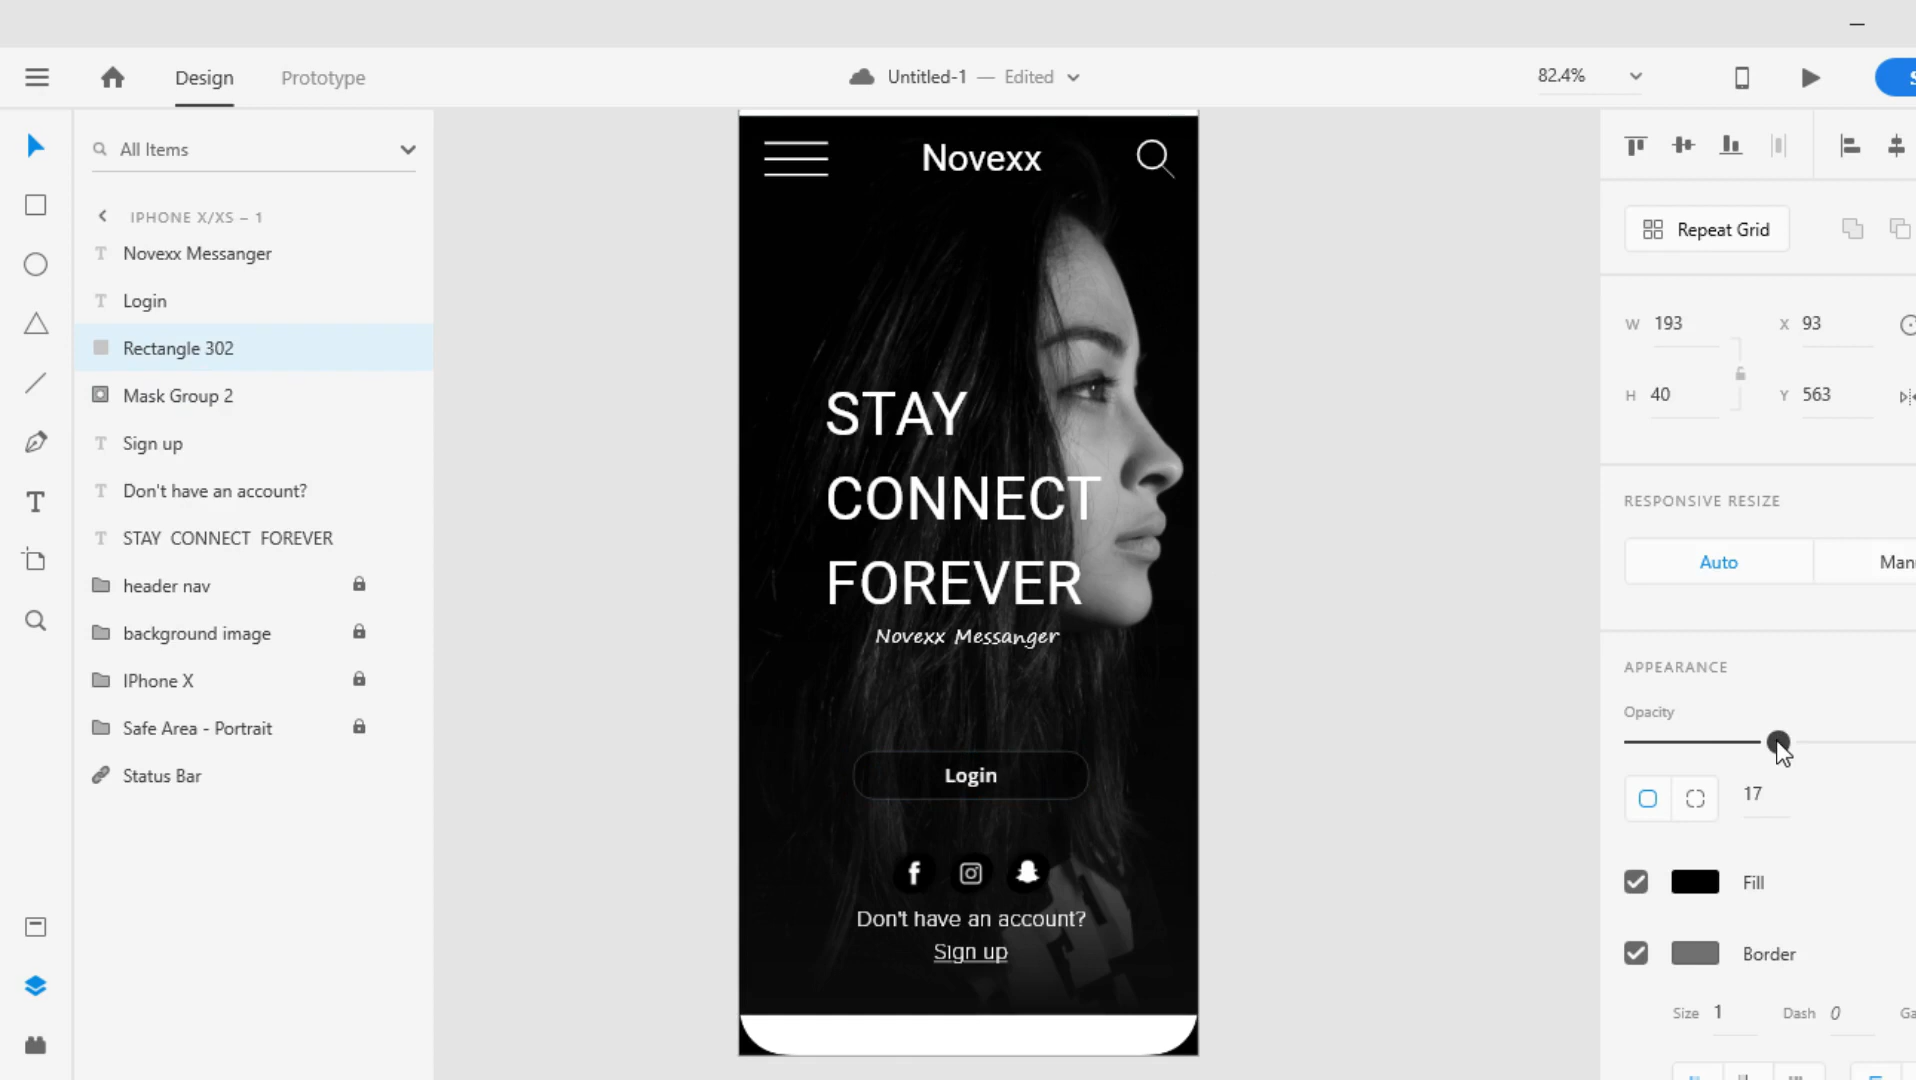 Design
Prototype
Untitled-1 — Edited
82.4%
All Items
IPHONE X/XS – 1
Novexx Messanger
Login
Rectangle 302
Mask Group 2
Sign up
Don't have an account?
STAY CONNECT FOREVER
header nav
background image
IPhone X
Safe Area - Portrait
Status Bar
Novexx
STAY
CONNECT
FOREVER
Novexx Messanger
Login
Don't have an account?
Sign up
Repeat Grid
W 193
X 93
H 40
Y 563
RESPONSIVE RESIZE
Auto
APPEARANCE
Opacity
17
Fill
Border
Size 1
Dash 0